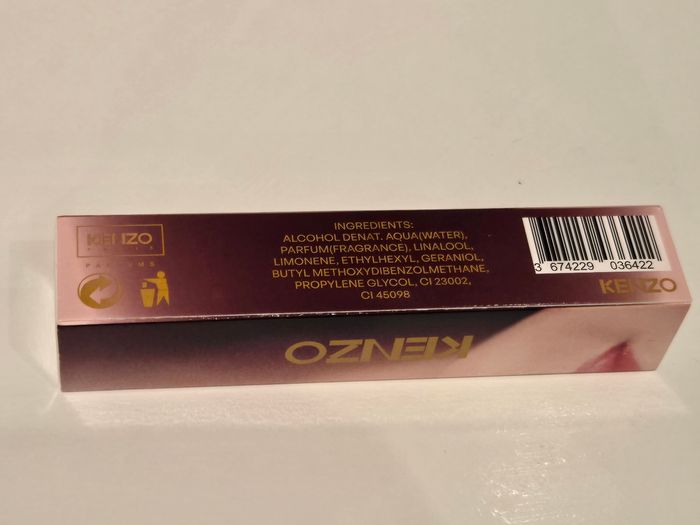 KENZO
PARIS
PARFUMS
INGREDIENTS:
ALCOHOL DENAT. AQUA(WATER),
PARFUM(FRAGRANCE), LINALOOL,
LIMONENE, ETHYLHEXYL, GERANIOL,
BUTYL METHOXYDIBENZOLMETHANE,
PROPYLENE GLYCOL, CI 23002,
CI 45098
3 674229 036422
KENZO
KENZO